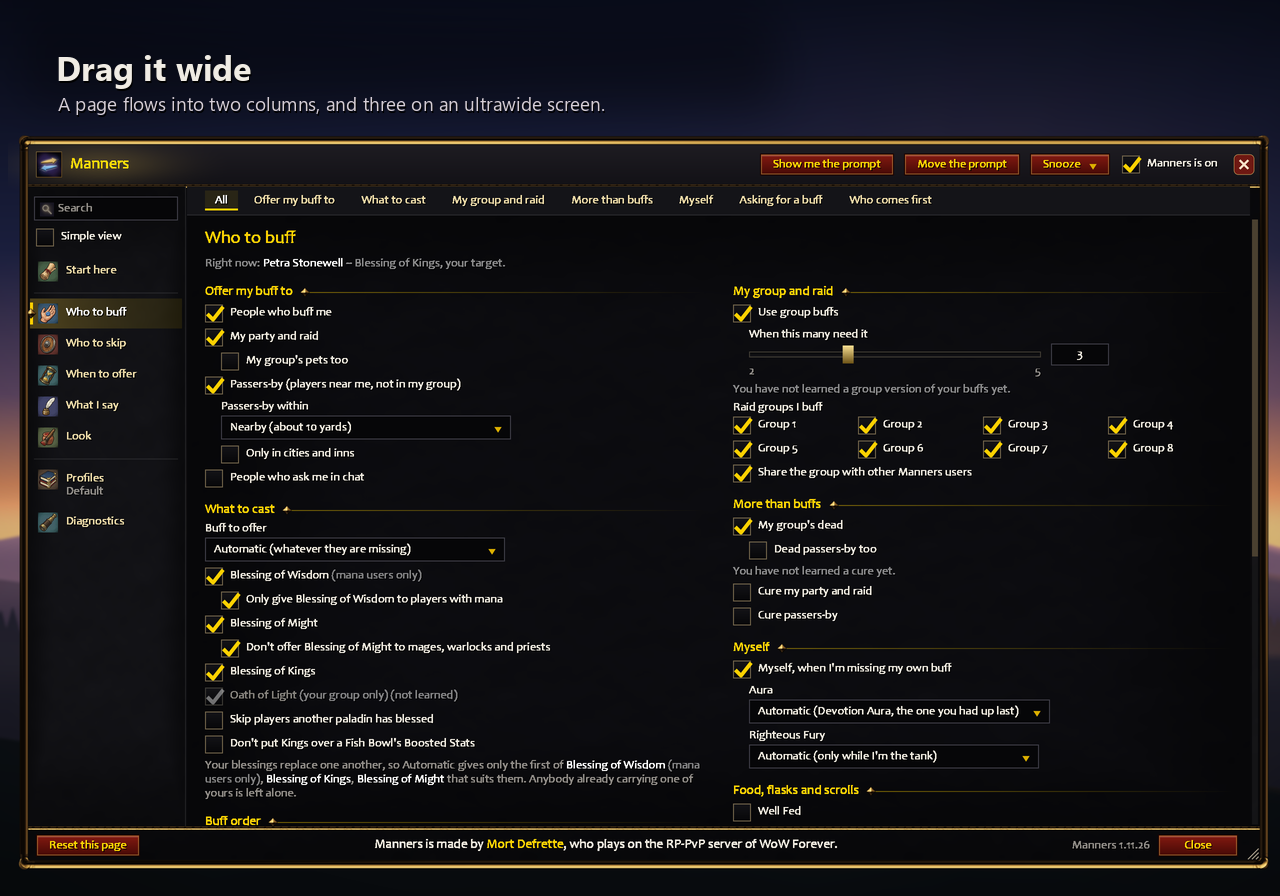 Drag it wide
A page flows into two columns, and three on an ultrawide screen.
Manners
Show me the prompt
Move the prompt
Snooze
Manners is on
Search
Simple view
Start here
Who to buff
Who to skip
When to offer
What I say
Look
Profiles
Default
Diagnostics
All
Offer my buff to
What to cast
My group and raid
More than buffs
Myself
Asking for a buff
Who comes first
Who to buff
Right now: Petra Stonewell – Blessing of Kings, your target.
Offer my buff to
People who buff me
My party and raid
My group's pets too
Passers-by (players near me, not in my group)
Passers-by within
Nearby (about 10 yards)
Only in cities and inns
People who ask me in chat
What to cast
Buff to offer
Automatic (whatever they are missing)
Blessing of Wisdom (mana users only)
Only give Blessing of Wisdom to players with mana
Blessing of Might
Don't offer Blessing of Might to mages, warlocks and priests
Blessing of Kings
Oath of Light (your group only) (not learned)
Skip players another paladin has blessed
Don't put Kings over a Fish Bowl's Boosted Stats
Your blessings replace one another, so Automatic gives only the first of Blessing of Wisdom (mana
users only), Blessing of Kings, Blessing of Might that suits them. Anybody already carrying one of
yours is left alone.
Buff order
My group and raid
Use group buffs
When this many need it
3
2
5
You have not learned a group version of your buffs yet.
Raid groups I buff
Group 1
Group 2
Group 3
Group 4
Group 5
Group 6
Group 7
Group 8
Share the group with other Manners users
More than buffs
My group's dead
Dead passers-by too
You have not learned a cure yet.
Cure my party and raid
Cure passers-by
Myself
Myself, when I'm missing my own buff
Aura
Automatic (Devotion Aura, the one you had up last)
Righteous Fury
Automatic (only while I'm the tank)
Food, flasks and scrolls
Well Fed
Reset this page
Manners is made by Mort Defrette, who plays on the RP-PvP server of WoW Forever.
Manners 1.11.26
Close